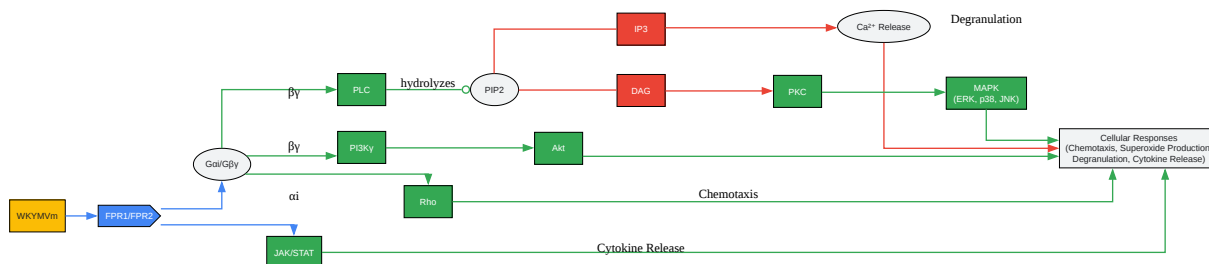 IP3
Ca²⁺ Release
Degranulation
βγ
PLC
hydrolyzes
PIP2
DAG
PKC
MAPK
(ERK, p38, JNK)
Gαi/Gβγ
βγ
PI3Kγ
Akt
Cellular Responses
(Chemotaxis, Superoxide Production
Degranulation, Cytokine Release)
αi
Rho
Chemotaxis
WKYMVm
FPR1/FPR2
JAK/STAT
Cytokine Release